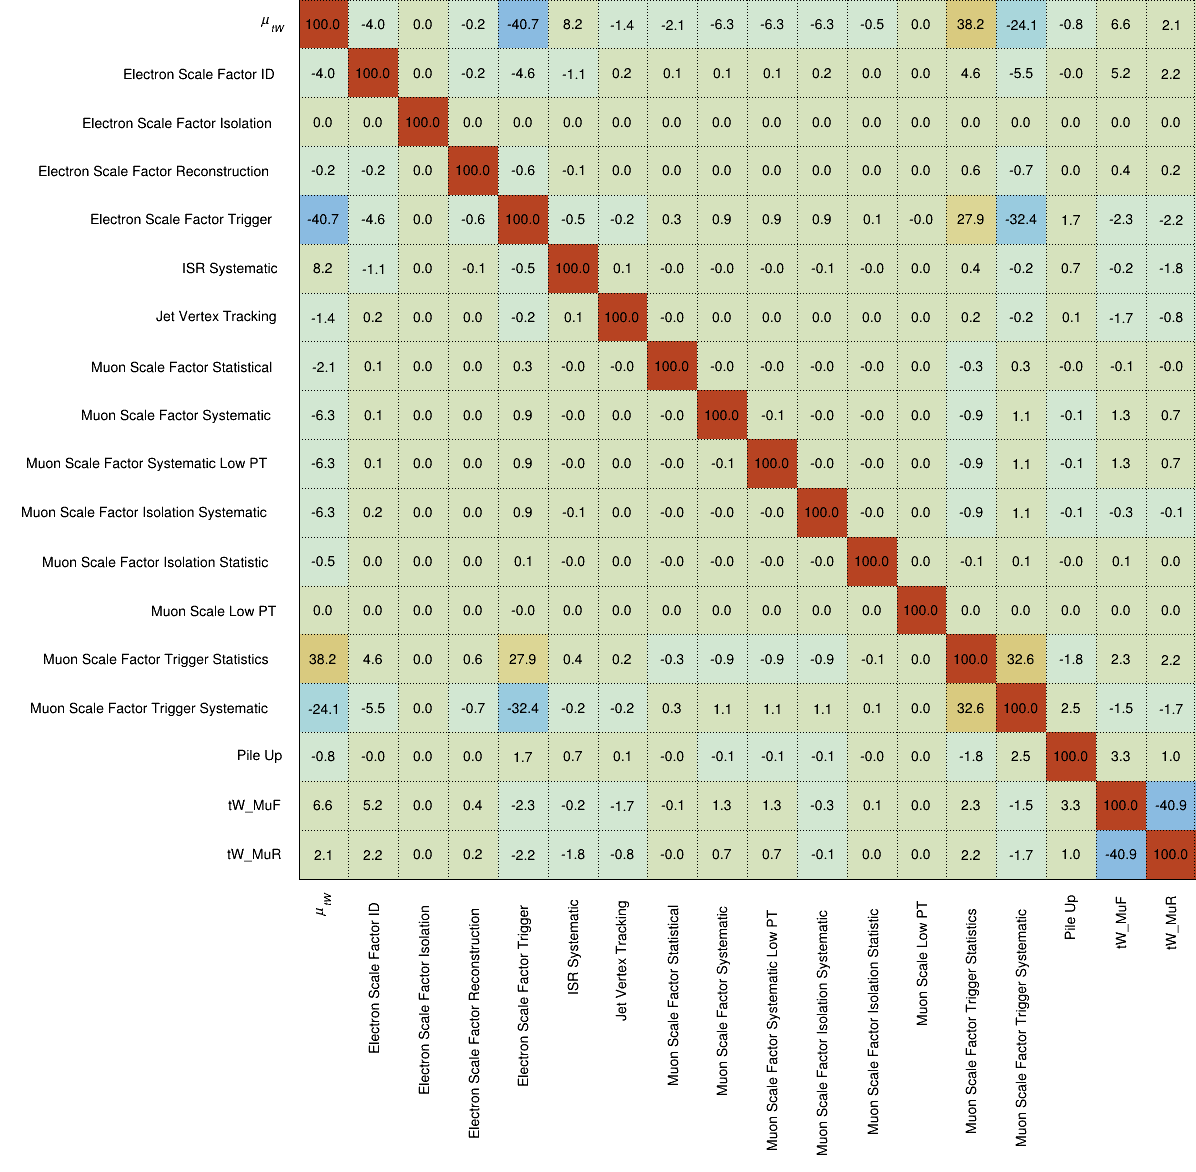 μtW 100.0 -4.0 0.0 -0.2 -40.7 8.2 -1.4 -2.1 -6.3 -6.3 -6.3 -0.5 0.0 38.2 -24.1 -0.8 6.6 2.1
Electron Scale Factor ID -4.0 100.0 0.0 -0.2 -4.6 -1.1 0.2 0.1 0.1 0.1 0.2 0.0 0.0 4.6 -5.5 -0.0 5.2 2.2
Electron Scale Factor Isolation 0.0 0.0 100.0 0.0 0.0 0.0 0.0 0.0 0.0 0.0 0.0 0.0 0.0 0.0 0.0 0.0 0.0 0.0
Electron Scale Factor Reconstruction -0.2 -0.2 0.0 100.0 -0.6 -0.1 0.0 0.0 0.0 0.0 0.0 0.0 0.0 0.6 -0.7 0.0 0.4 0.2
Electron Scale Factor Trigger -40.7 -4.6 0.0 -0.6 100.0 -0.5 -0.2 0.3 0.9 0.9 0.9 0.1 -0.0 27.9 -32.4 1.7 -2.3 -2.2
ISR Systematic 8.2 -1.1 0.0 -0.1 -0.5 100.0 0.1 -0.0 -0.0 -0.0 -0.1 -0.0 0.0 0.4 -0.2 0.7 -0.2 -1.8
Jet Vertex Tracking -1.4 0.2 0.0 0.0 -0.2 0.1 100.0 -0.0 0.0 0.0 0.0 0.0 0.0 0.2 -0.2 0.1 -1.7 -0.8
Muon Scale Factor Statistical -2.1 0.1 0.0 0.0 0.3 -0.0 -0.0 100.0 -0.0 -0.0 -0.0 -0.0 0.0 -0.3 0.3 -0.0 -0.1 -0.0
Muon Scale Factor Systematic -6.3 0.1 0.0 0.0 0.9 -0.0 0.0 -0.0 100.0 -0.1 -0.0 -0.0 0.0 -0.9 1.1 -0.1 1.3 0.7
Muon Scale Factor Systematic Low PT -6.3 0.1 0.0 0.0 0.9 -0.0 0.0 -0.0 -0.1 100.0 -0.0 -0.0 0.0 -0.9 1.1 -0.1 1.3 0.7
Muon Scale Factor Isolation Systematic -6.3 0.2 0.0 0.0 0.9 -0.1 0.0 -0.0 -0.0 -0.0 100.0 -0.0 0.0 -0.9 1.1 -0.1 -0.3 -0.1
Muon Scale Factor Isolation Statistic -0.5 0.0 0.0 0.0 0.1 -0.0 0.0 -0.0 -0.0 -0.0 -0.0 100.0 0.0 -0.1 0.1 -0.0 0.1 0.0
Muon Scale Low PT 0.0 0.0 0.0 0.0 -0.0 0.0 0.0 0.0 0.0 0.0 0.0 0.0 100.0 0.0 0.0 0.0 0.0 0.0
Muon Scale Factor Trigger Statistics 38.2 4.6 0.0 0.6 27.9 0.4 0.2 -0.3 -0.9 -0.9 -0.9 -0.1 0.0 100.0 32.6 -1.8 2.3 2.2
Muon Scale Factor Trigger Systematic -24.1 -5.5 0.0 -0.7 -32.4 -0.2 -0.2 0.3 1.1 1.1 1.1 0.1 0.0 32.6 100.0 2.5 -1.5 -1.7
Pile Up -0.8 -0.0 0.0 0.0 1.7 0.7 0.1 -0.0 -0.1 -0.1 -0.1 -0.0 0.0 -1.8 2.5 100.0 3.3 1.0
tW_MuF 6.6 5.2 0.0 0.4 -2.3 -0.2 -1.7 -0.1 1.3 1.3 -0.3 0.1 0.0 2.3 -1.5 3.3 100.0 -40.9
tW_MuR 2.1 2.2 0.0 0.2 -2.2 -1.8 -0.8 -0.0 0.7 0.7 -0.1 0.0 0.0 2.2 -1.7 1.0 -40.9 100.0
μtW
Electron Scale Factor ID
Electron Scale Factor Isolation
Electron Scale Factor Reconstruction
Electron Scale Factor Trigger
ISR Systematic
Jet Vertex Tracking
Muon Scale Factor Statistical
Muon Scale Factor Systematic
Muon Scale Factor Systematic Low PT
Muon Scale Factor Isolation Systematic
Muon Scale Factor Isolation Statistic
Muon Scale Low PT
Muon Scale Factor Trigger Statistics
Muon Scale Factor Trigger Systematic
Pile Up
tW_MuF
tW_MuR